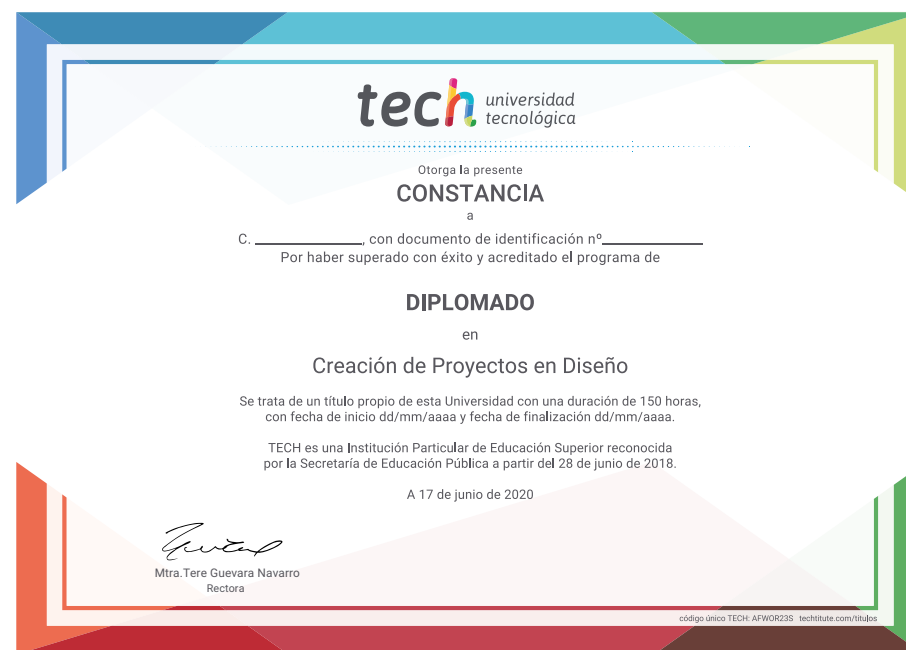 tech universidad
tecnológica
Otorga la presente
CONSTANCIA
a
C. ____________, con documento de identificación nº____________
Por haber superado con éxito y acreditado el programa de
DIPLOMADO
en
Creación de Proyectos en Diseño
Se trata de un título propio de esta Universidad con una duración de 150 horas,
con fecha de inicio dd/mm/aaaa y fecha de finalización dd/mm/aaaa.
TECH es una Institución Particular de Educación Superior reconocida
por la Secretaría de Educación Pública a partir del 28 de junio de 2018.
A 17 de junio de 2020
Mtra.Tere Guevara Navarro
Rectora
código único TECH: AFWOR23S techtitute.com/titulos